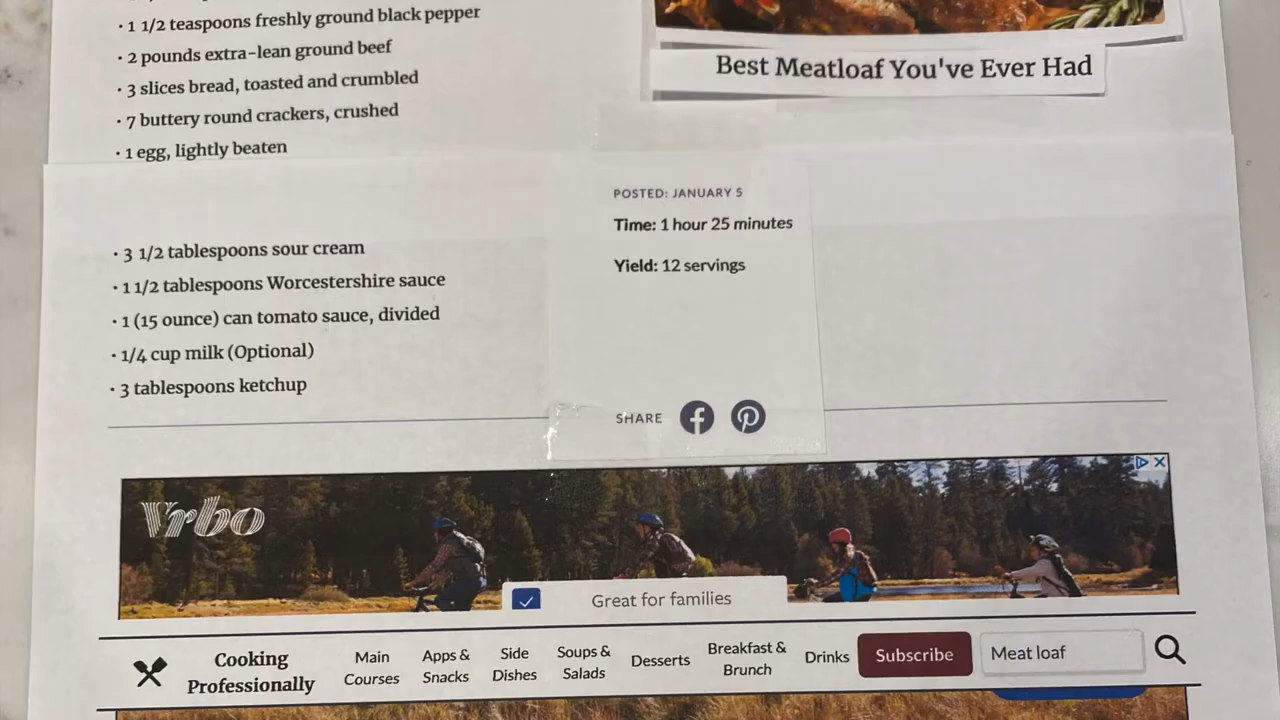 · 1 1/2 teaspoons freshly ground black pepper
· 2 pounds extra-lean ground beef
· 3 slices bread, toasted and crumbled
· 7 buttery round crackers, crushed
· 1 egg, lightly beaten
Best Meatloaf You've Ever Had
· 3 1/2 tablespoons sour cream
· 1 1/2 tablespoons Worcestershire sauce
· 1 (15 ounce) can tomato sauce, divided
· 1/4 cup milk (Optional)
· 3 tablespoons ketchup
POSTED: JANUARY 5
Time: 1 hour 25 minutes
Yield: 12 servings
SHARE
Vrbo
Great for families
Cooking
Professionally
Main
Courses
Apps &
Snacks
Side
Dishes
Soups &
Salads
Desserts
Breakfast &
Brunch
Drinks
Subscribe
Meat loaf